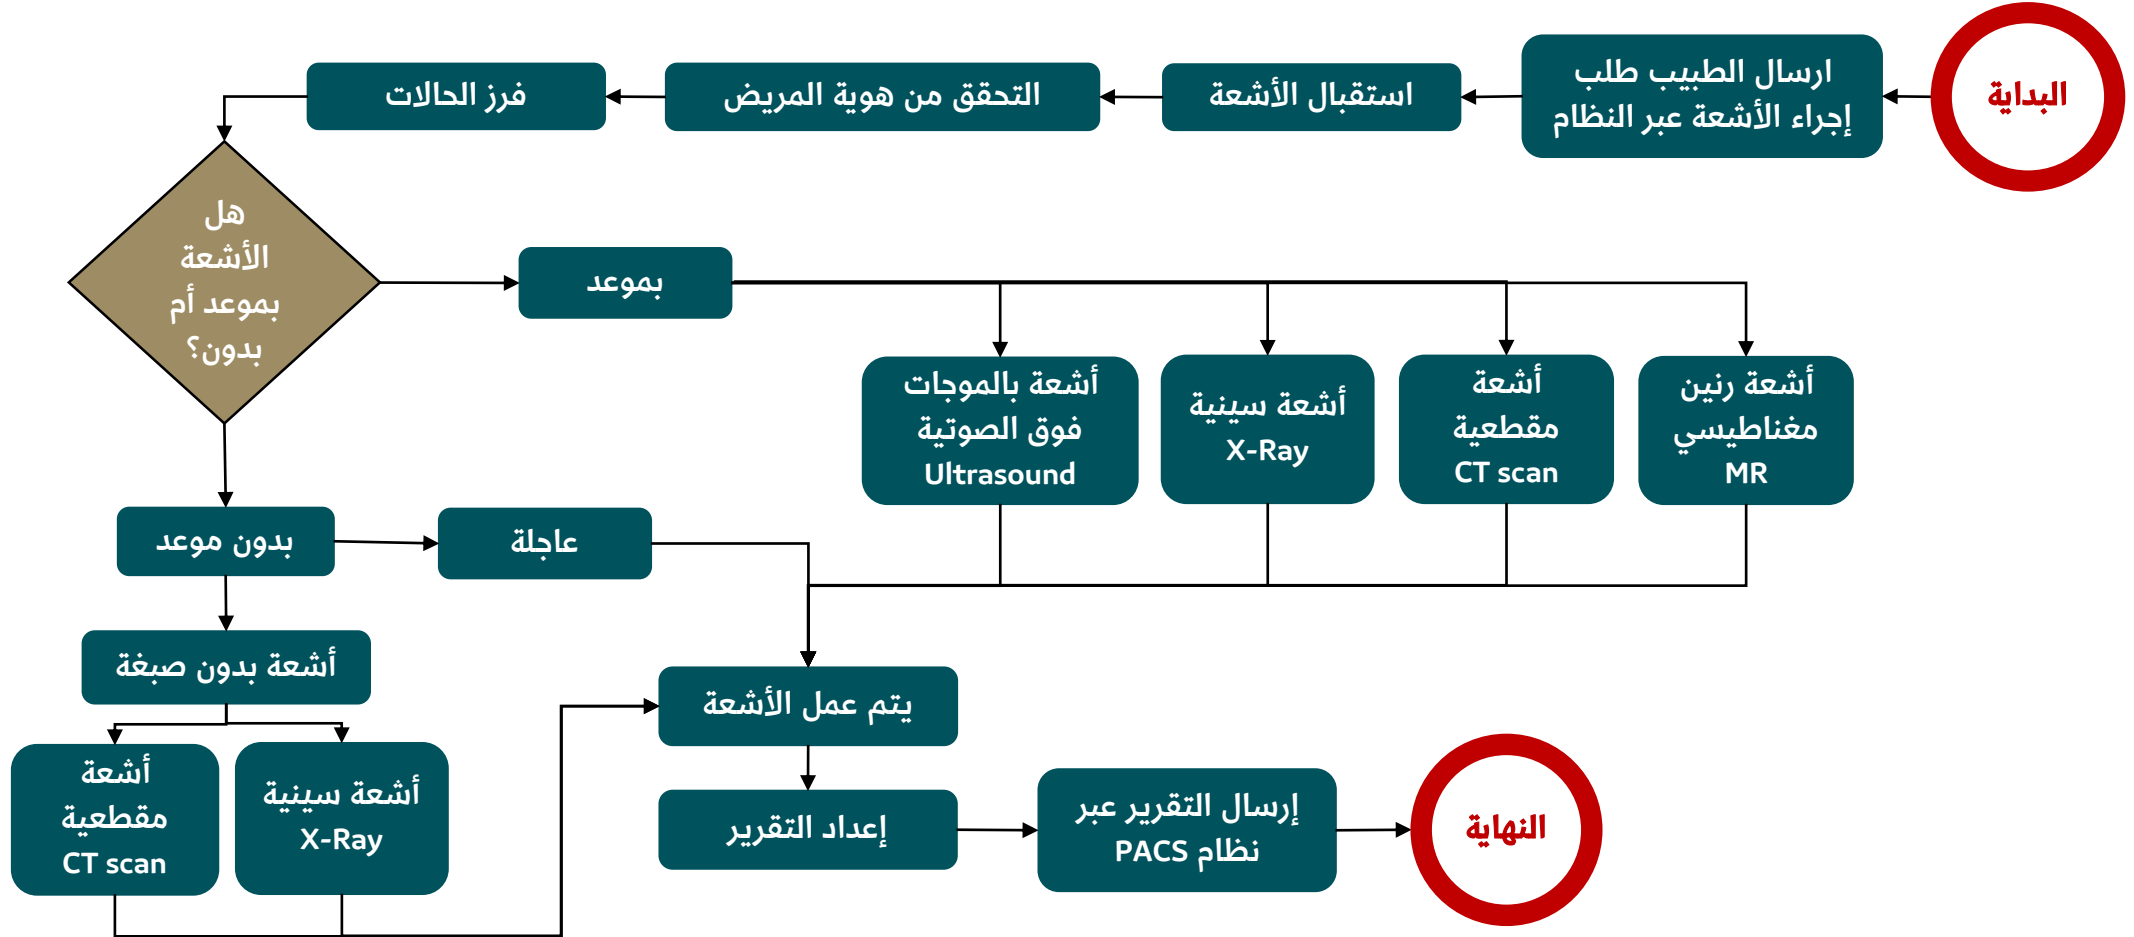 البداية
ارسال الطبيب طلب
إجراء الأشعة عبر النظام
استقبال الأشعة
التحقق من هوية المريض
فرز الحالات
هل
الأشعة
بموعد أم
بدون؟
بموعد
أشعة رنين
مغناطيسي
MR
أشعة
مقطعية
CT scan
أشعة سينية
X-Ray
أشعة بالموجات
فوق الصوتية
Ultrasound
بدون موعد
عاجلة
أشعة بدون صبغة
أشعة سينية
X-Ray
أشعة
مقطعية
CT scan
يتم عمل الأشعة
إعداد التقرير
إرسال التقرير عبر
نظام PACS
النهاية